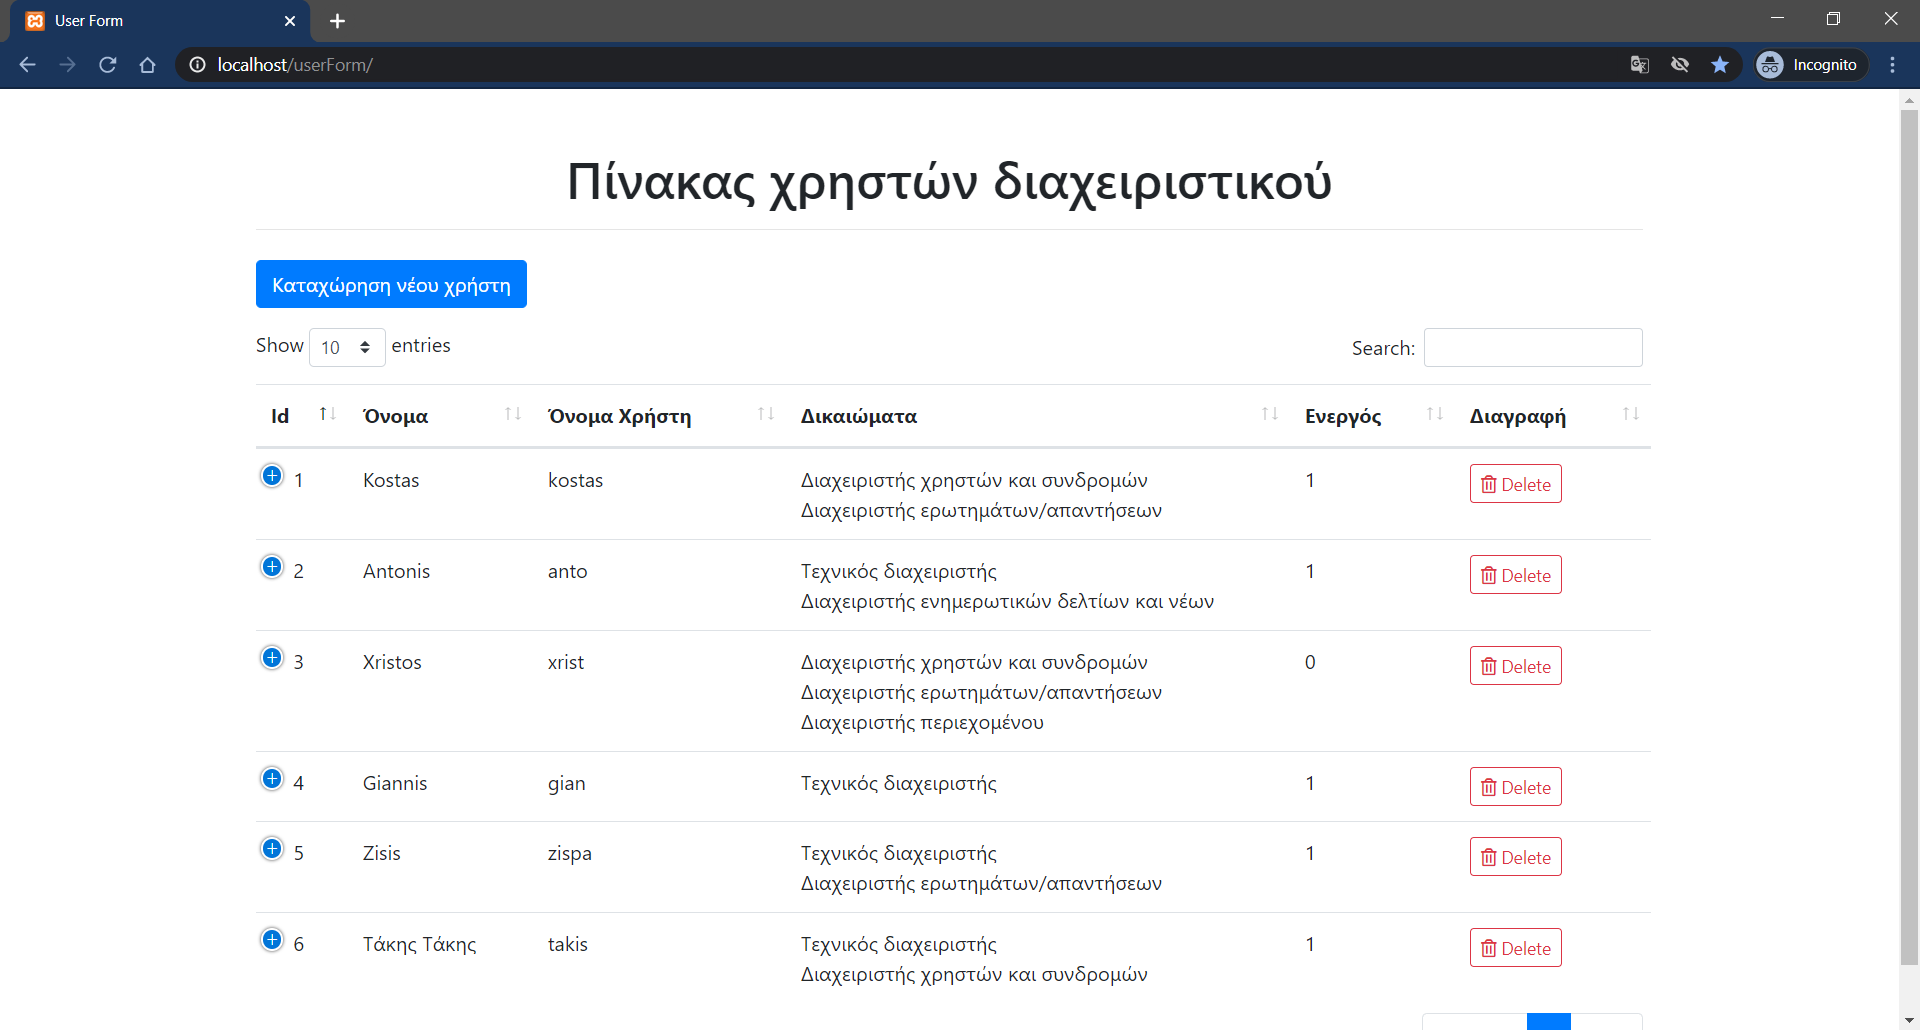 User Form
localhost/userForm/
Incognito
Πίνακας χρηστών διαχειριστικού
Καταχώρηση νέου χρήστη
Show 10 entries
Search:
Id Όνομα Όνομα Χρήστη Δικαιώματα Ενεργός Διαγραφή
1 Kostas kostas Διαχειριστής χρηστών και συνδρομών 1 Delete
Διαχειριστής ερωτημάτων/απαντήσεων
2 Antonis anto Τεχνικός διαχειριστής 1 Delete
Διαχειριστής ενημερωτικών δελτίων και νέων
3 Xristos xrist Διαχειριστής χρηστών και συνδρομών 0 Delete
Διαχειριστής ερωτημάτων/απαντήσεων
Διαχειριστής περιεχομένου
4 Giannis gian Τεχνικός διαχειριστής 1 Delete
5 Zisis zispa Τεχνικός διαχειριστής 1 Delete
Διαχειριστής ερωτημάτων/απαντήσεων
6 Τάκης Τάκης takis Τεχνικός διαχειριστής 1 Delete
Διαχειριστής χρηστών και συνδρομών